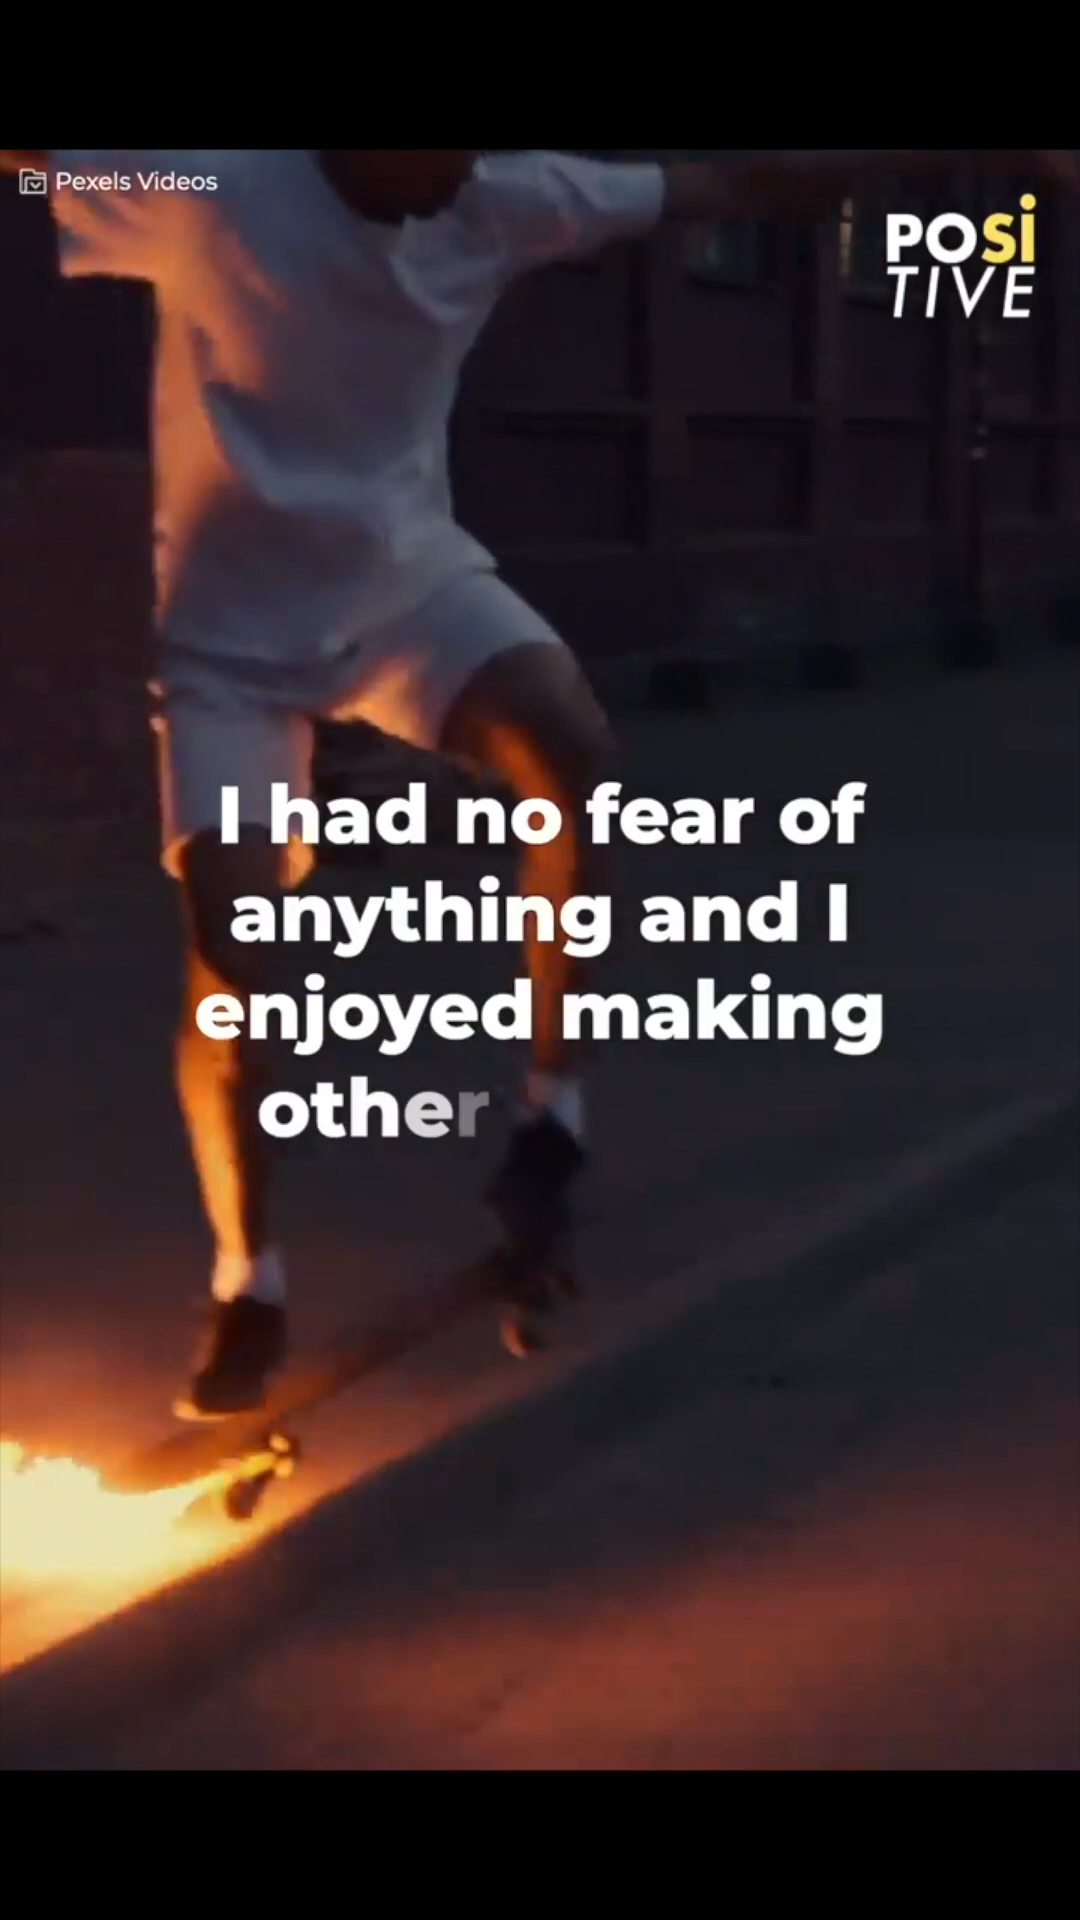 Pexels Videos
POSi
TIVE
I had no fear of
anything and I
enjoyed making
other